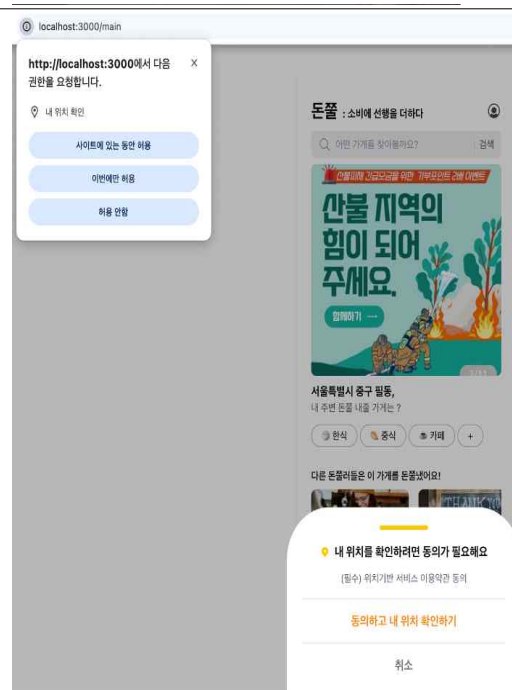 localhost:3000/main
http://localhost:3000에서 다음
권한을 요청합니다.
내 위치 확인
사이트에 있는 동안 허용
이번에만 허용
허용 안함
돈쭐 : 소비에 선행을 더하다
어떤 가게를 찾아볼까요?
검색
산불피해 긴급모금을 위한 기부포인트 2배 이벤트
산불 지역의
힘이 되어
주세요.
함께하기 →
서울특별시 중구 필동,
내 주변 돈쭐 내줄 가게는 ?
한식
중식
카페
+
다른 돈쭐러들은 이 가게를 돈쭐냈어요!
내 위치를 확인하려면 동의가 필요해요
(필수) 위치기반 서비스 이용약관 동의
동의하고 내 위치 확인하기
취소